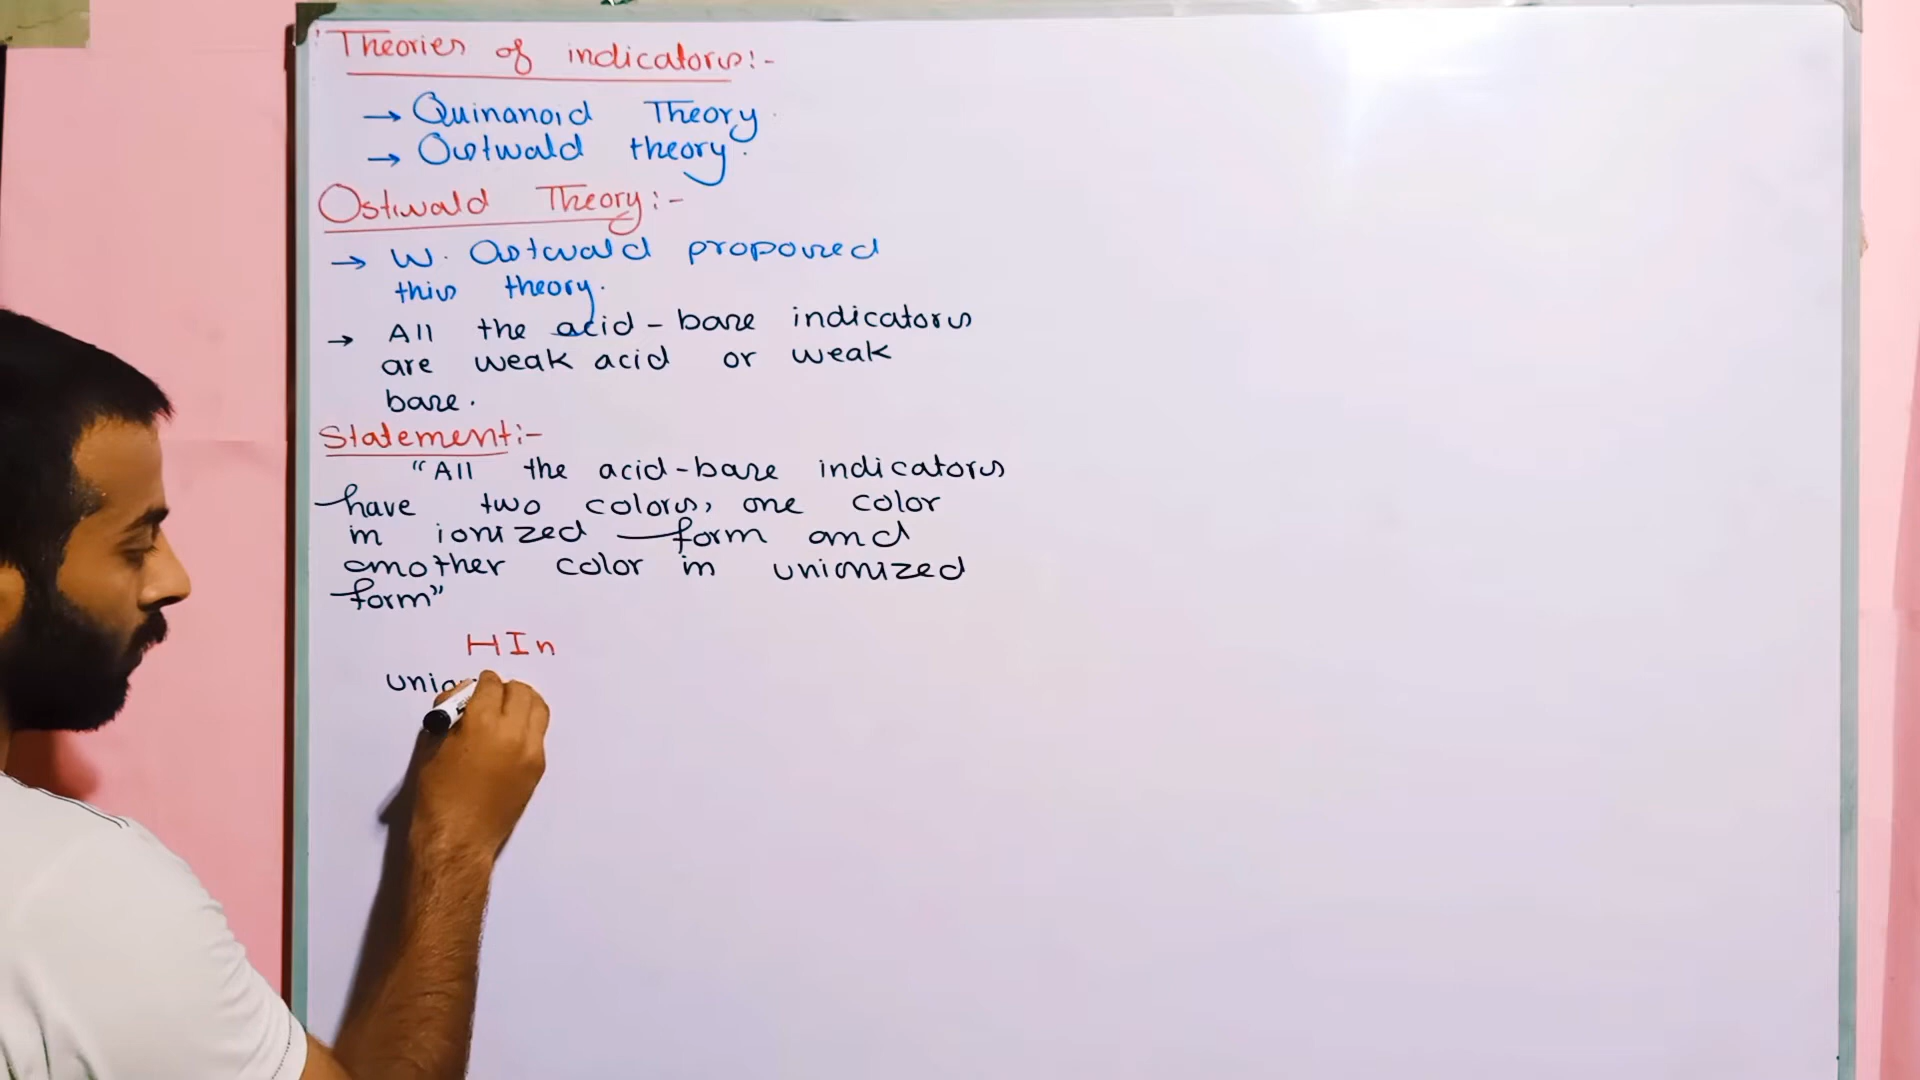 Theories of indicators:-
→ Quinanoid Theory.
→ Ostwald theory.
Ostwald Theory:-
→ W. Ostwald proposed
this theory.
→ All the acid-base indicators
are weak acid or weak
base.
Statement:-
"All the acid-base indicators
have two colors, one color
in ionized form and
another color in unionized
form"
HIn